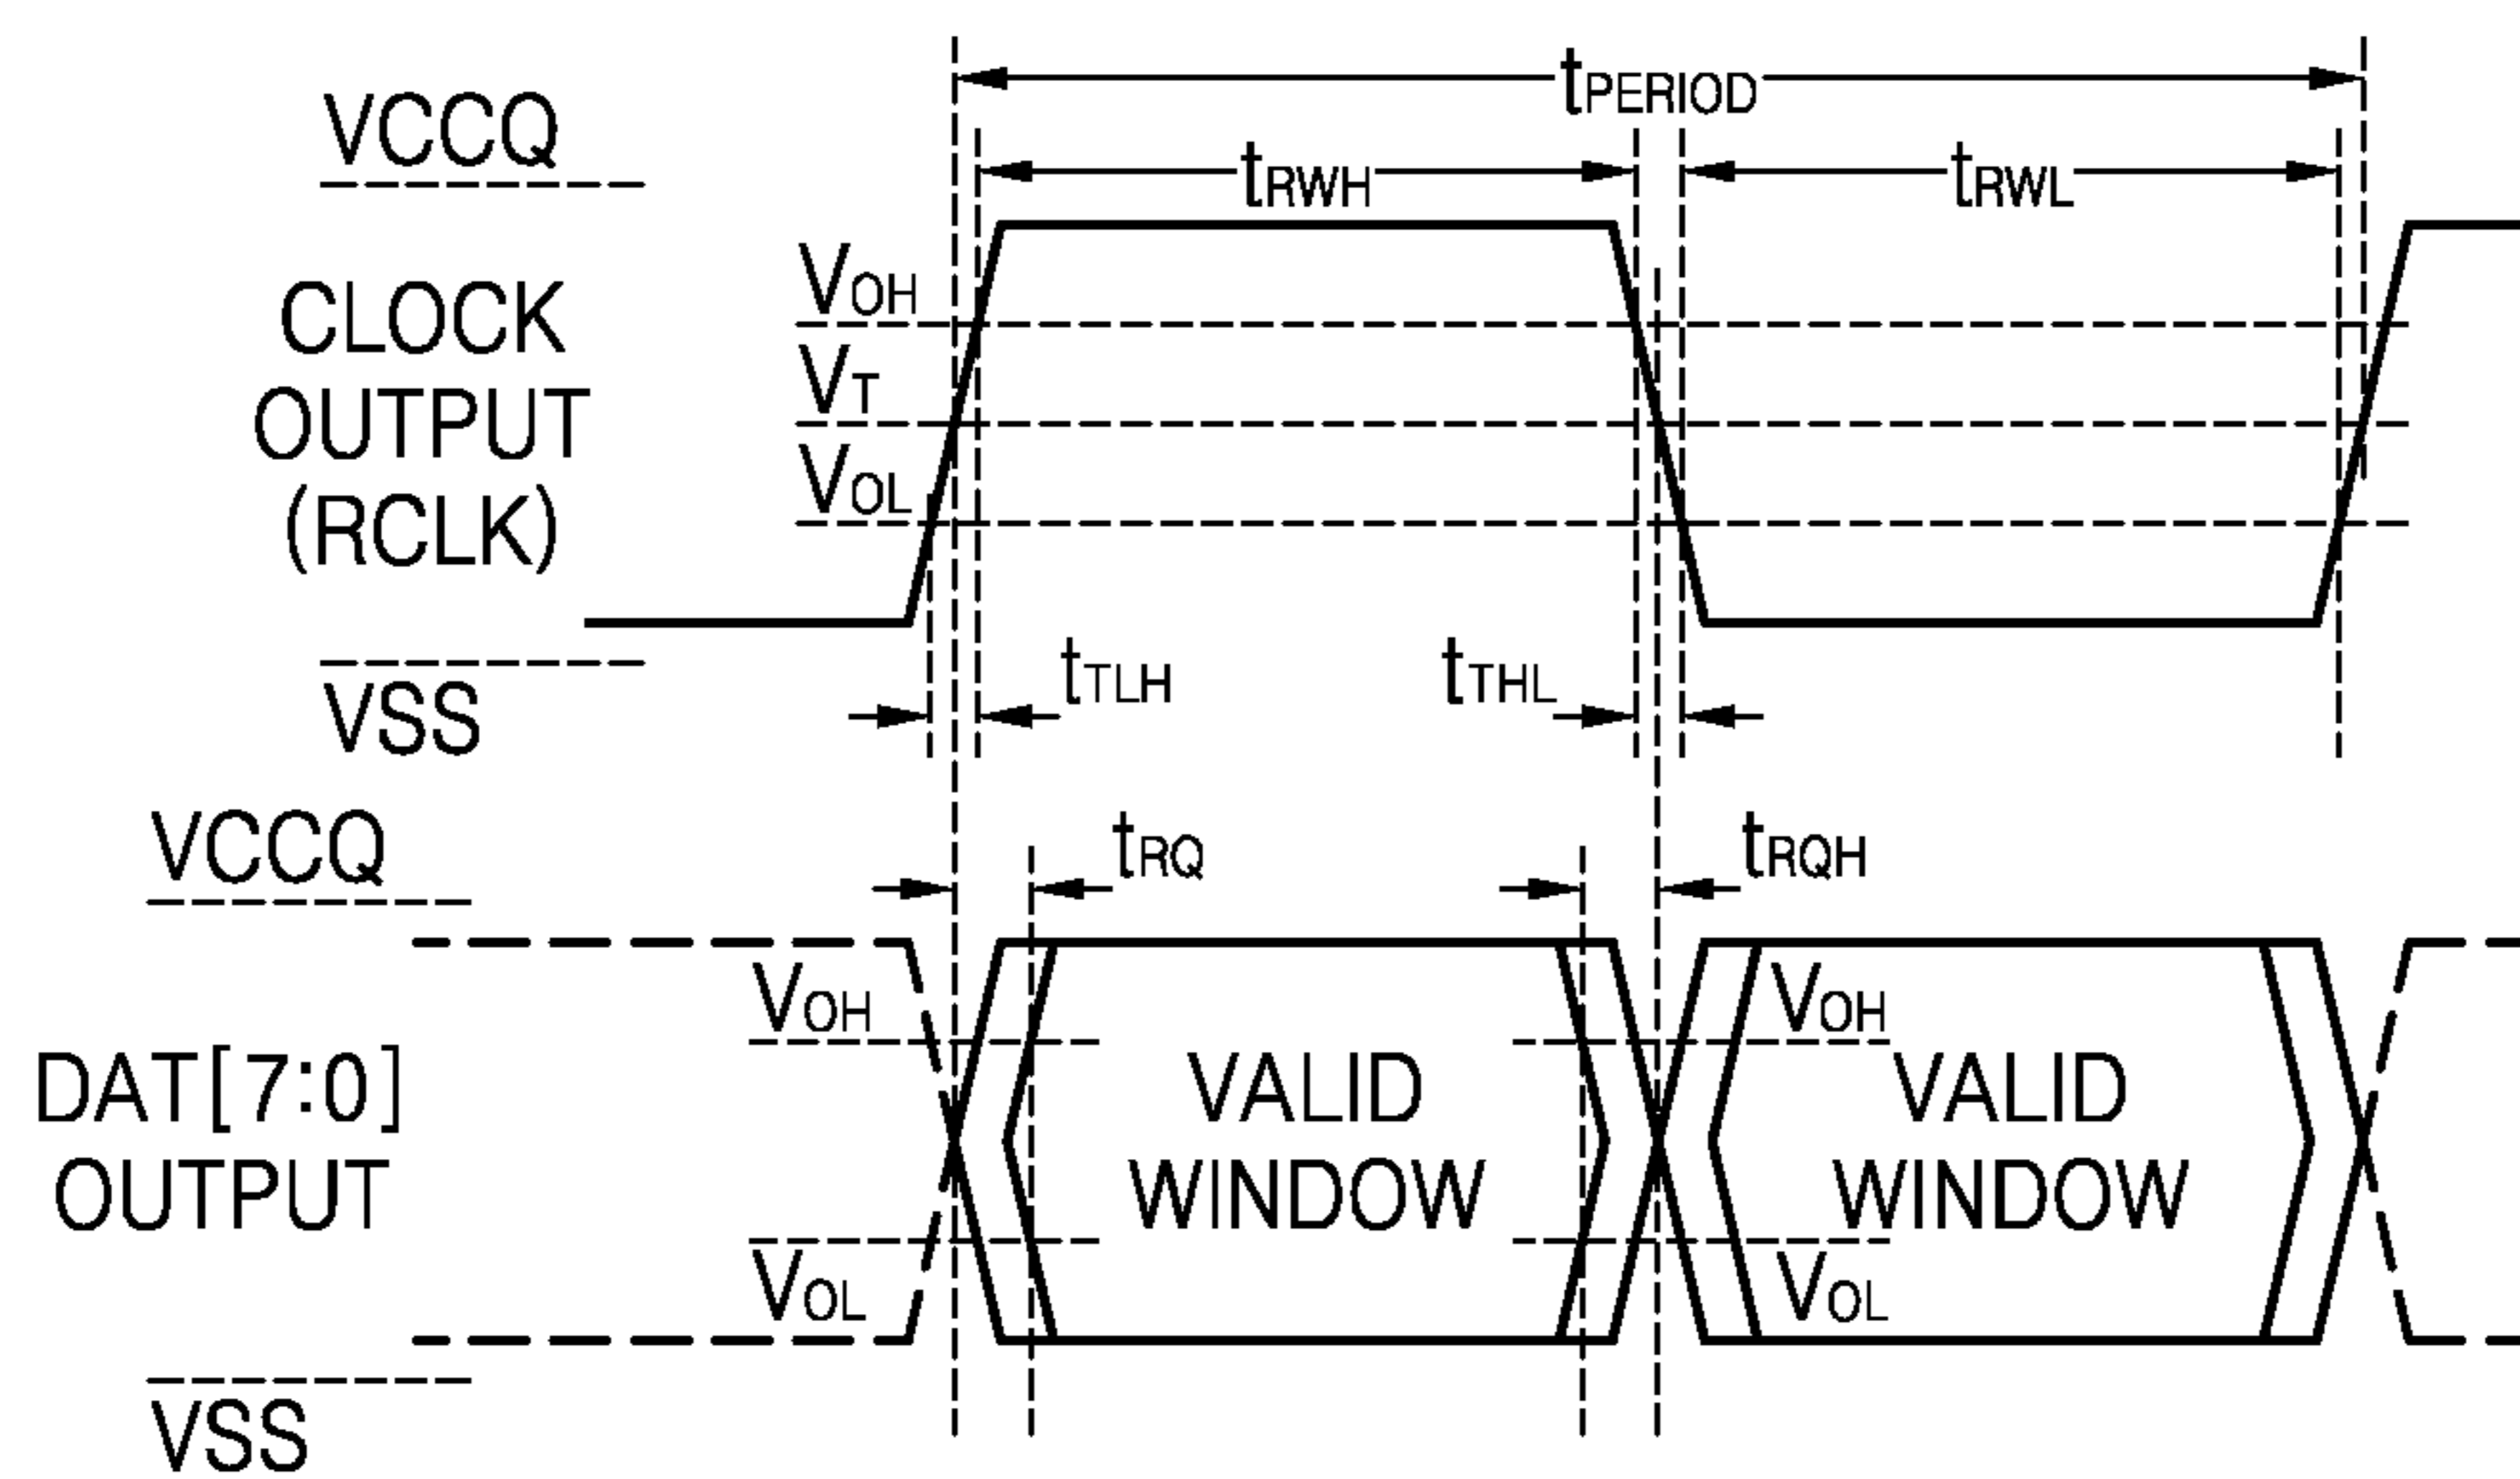 tPERIOD
VCCQ
tRWH
tRWL
VOH
CLOCK
VT
OUTPUT
VOL
(RCLK)
tTLH
tTHL
VSS
VCCQ
tRQ
tRQH
VOH
VOH
DAT[7:0]
VALID
VALID
OUTPUT
WINDOW
WINDOW
VOL
VOL
VSS